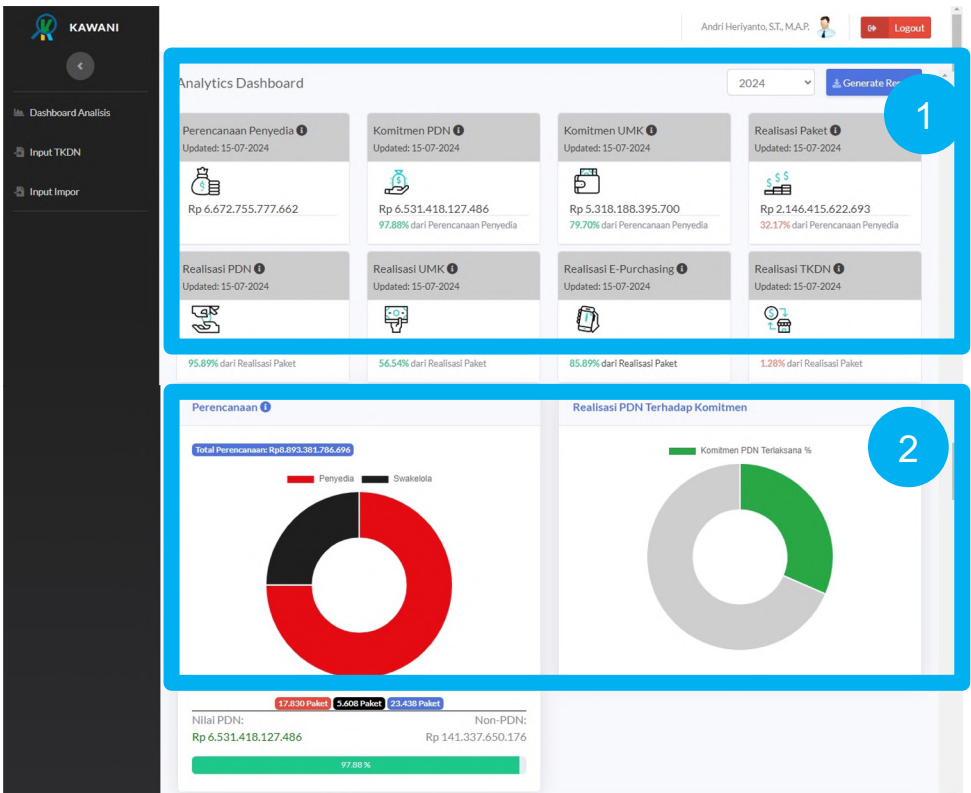 KAWANI
Andri Heriyanto, S.T., M.A.P.
Logout
Dashboard Analisis
Input TKDN
Input Impor
Analytics Dashboard
2024
Generate
1
Perencanaan Penyedia
Updated: 15-07-2024
Rp 6.672.755.777.662
Komitmen PDN
Updated: 15-07-2024
Rp 6.531.418.127.486
97.88% dari Perencanaan Penyedia
Komitmen UMK
Updated: 15-07-2024
Rp 5.318.188.395.700
79.70% dari Perencanaan Penyedia
Realisasi Paket
Updated: 15-07-2024
Rp 2.146.415.622.693
32.17% dari Perencanaan Penyedia
Realisasi PDN
Updated: 15-07-2024
95.89% dari Realisasi Paket
Realisasi UMK
Updated: 15-07-2024
56.54% dari Realisasi Paket
Realisasi E-Purchasing
Updated: 15-07-2024
85.89% dari Realisasi Paket
Realisasi TKDN
Updated: 15-07-2024
1.28% dari Realisasi Paket
Perencanaan
Total Perencanaan: Rp8.893.381.786.696
Penyedia Swakelola
17.830 Paket 5.608 Paket 23.438 Paket
Nilai PDN: Non-PDN:
Rp 6.531.418.127.486 Rp 141.337.650.176
97.88 %
Realisasi PDN Terhadap Komitmen
Komitmen PDN Terlaksana %
2